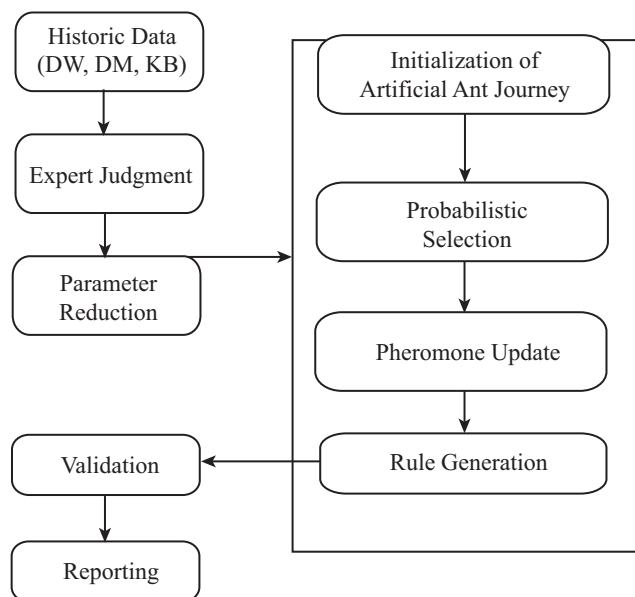 Historic Data
(DW, DM, KB)
Expert Judgment
Parameter
Reduction
Initialization of
Artificial Ant Journey
Probabilistic
Selection
Pheromone Update
Rule Generation
Validation
Reporting